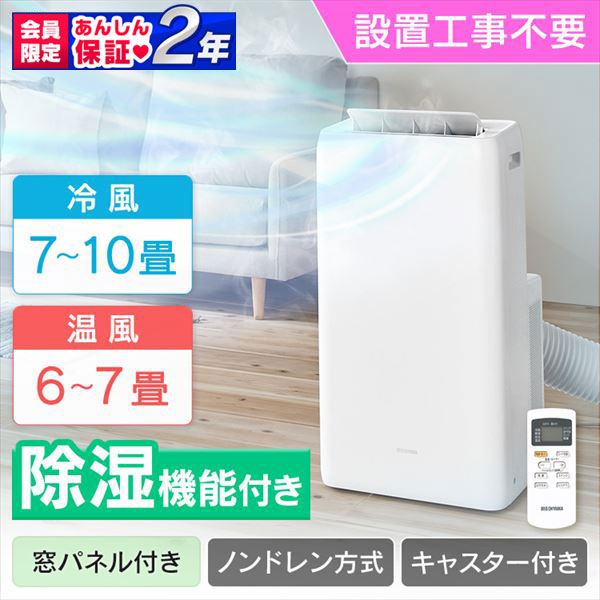 会員
限定
あんしん
保証
2年
設置工事不要
冷風
7~10畳
温風
6~7畳
除湿機能付き
IRIS OHYAMA
窓パネル付き
ノンドレン方式
キャスター付き